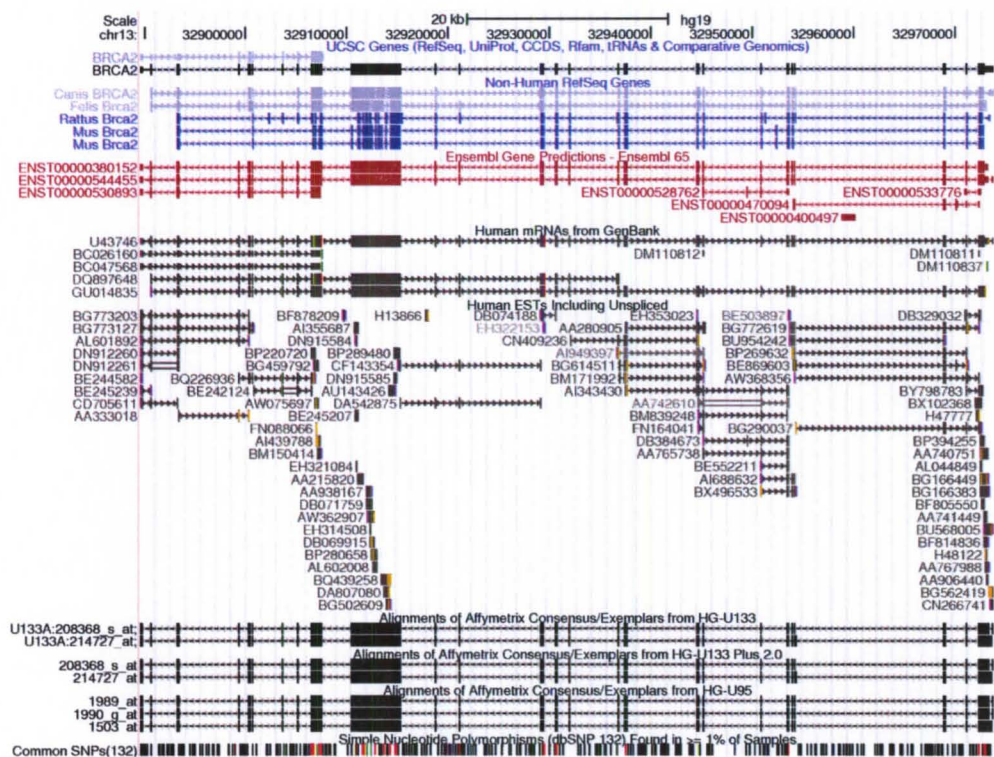 Scale 20 kb hg19
chr13: 32900000 32910000 32920000 32930000 32940000 32950000 32960000 32970000
UCSC Genes (RefSeq, UniProt, CCDS, Rfam, tRNAs & Comparative Genomics)
BRCA2
BRCA2
Non-Human RefSeq Genes
Canis BRCA2
Felis Brca2
Rattus Brca2
Mus Brca2
Mus Brca2
Ensembl Gene Predictions - Ensembl 65
ENST00000380152
ENST00000544455
ENST00000530893 ENST00000528762 ENST00000533776
ENST00000470094
ENST00000400497
Human mRNAs from GenBank
U43746
BC026160 DM110812 DM110811
BC047568 DM110837
DQ897648
GU014835
Human ESTs Including Unspliced
BG773203 BF878209 H13866 DB074188 EH353023 BE503897 DB329032
BG773127 AI355687 EH322153 AA280905 BG772619
AL601892 DN915584 CN409236 BU954242
DN912260 BP220720 BP289480 AI949397 BP269632
DN912261 BG459792 CF143354 BG614511 BE869603
BE244582 BQ226936 DN915585 BM171992 AW368356
BE245239 BE242124 AU143426 AI343430 BY798783
CD705611 AW075697 DA542875 AA742610 BX102368
AA333018 BE245207 BM839248 H47777
FN088066 FN164041 BG290037
AI439788 DB384673 BP394255
BM150414 AA765738 AA740751
EH321084 BE552211 AL044849
AA215820 AI688632 BG166449
AA938167 BX496533 BG166383
DB071759 BF805550
AW362907 AA741449
EH314508 BU568005
DB069915 BF814836
BP280658 H48122
AL602008 AA767988
BQ439258 AA906440
DA807080 BG562419
BG502609 CN266741
Alignments of Affymetrix Consensus/Exemplars from HG-U133
U133A:208368_s_at;
U133A:214727_at;
Alignments of Affymetrix Consensus/Exemplars from HG-U133 Plus 2.0
208368_s_at
214727_at
Alignments of Affymetrix Consensus/Exemplars from HG-U95
1989_at
1990_g_at
1503_at
Simple Nucleotide Polymorphisms (dbSNP 132) Found in >= 1% of Samples
Common SNPs(132)